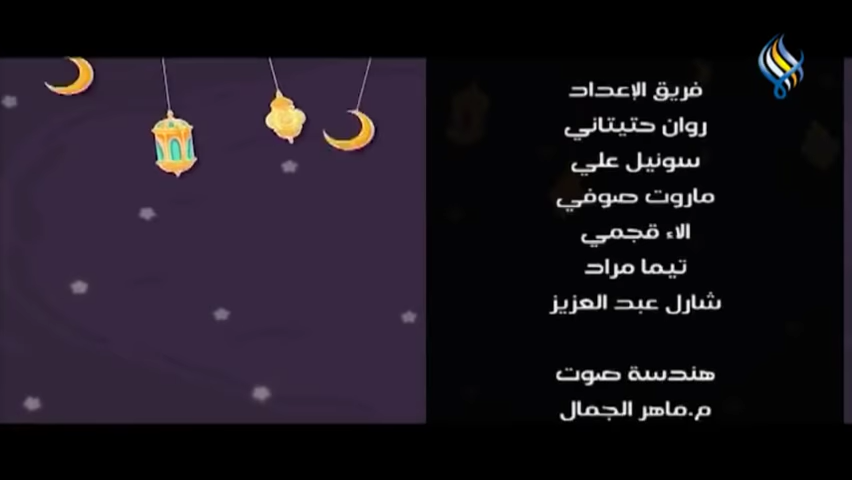 فريق الإعداد
روان حتيتاني
سونيل علي
ماروت صوفي
الاء قجمي
تيما مراد
شارل عبد العزيز
هندسة صوت
م.ماهر الجمال